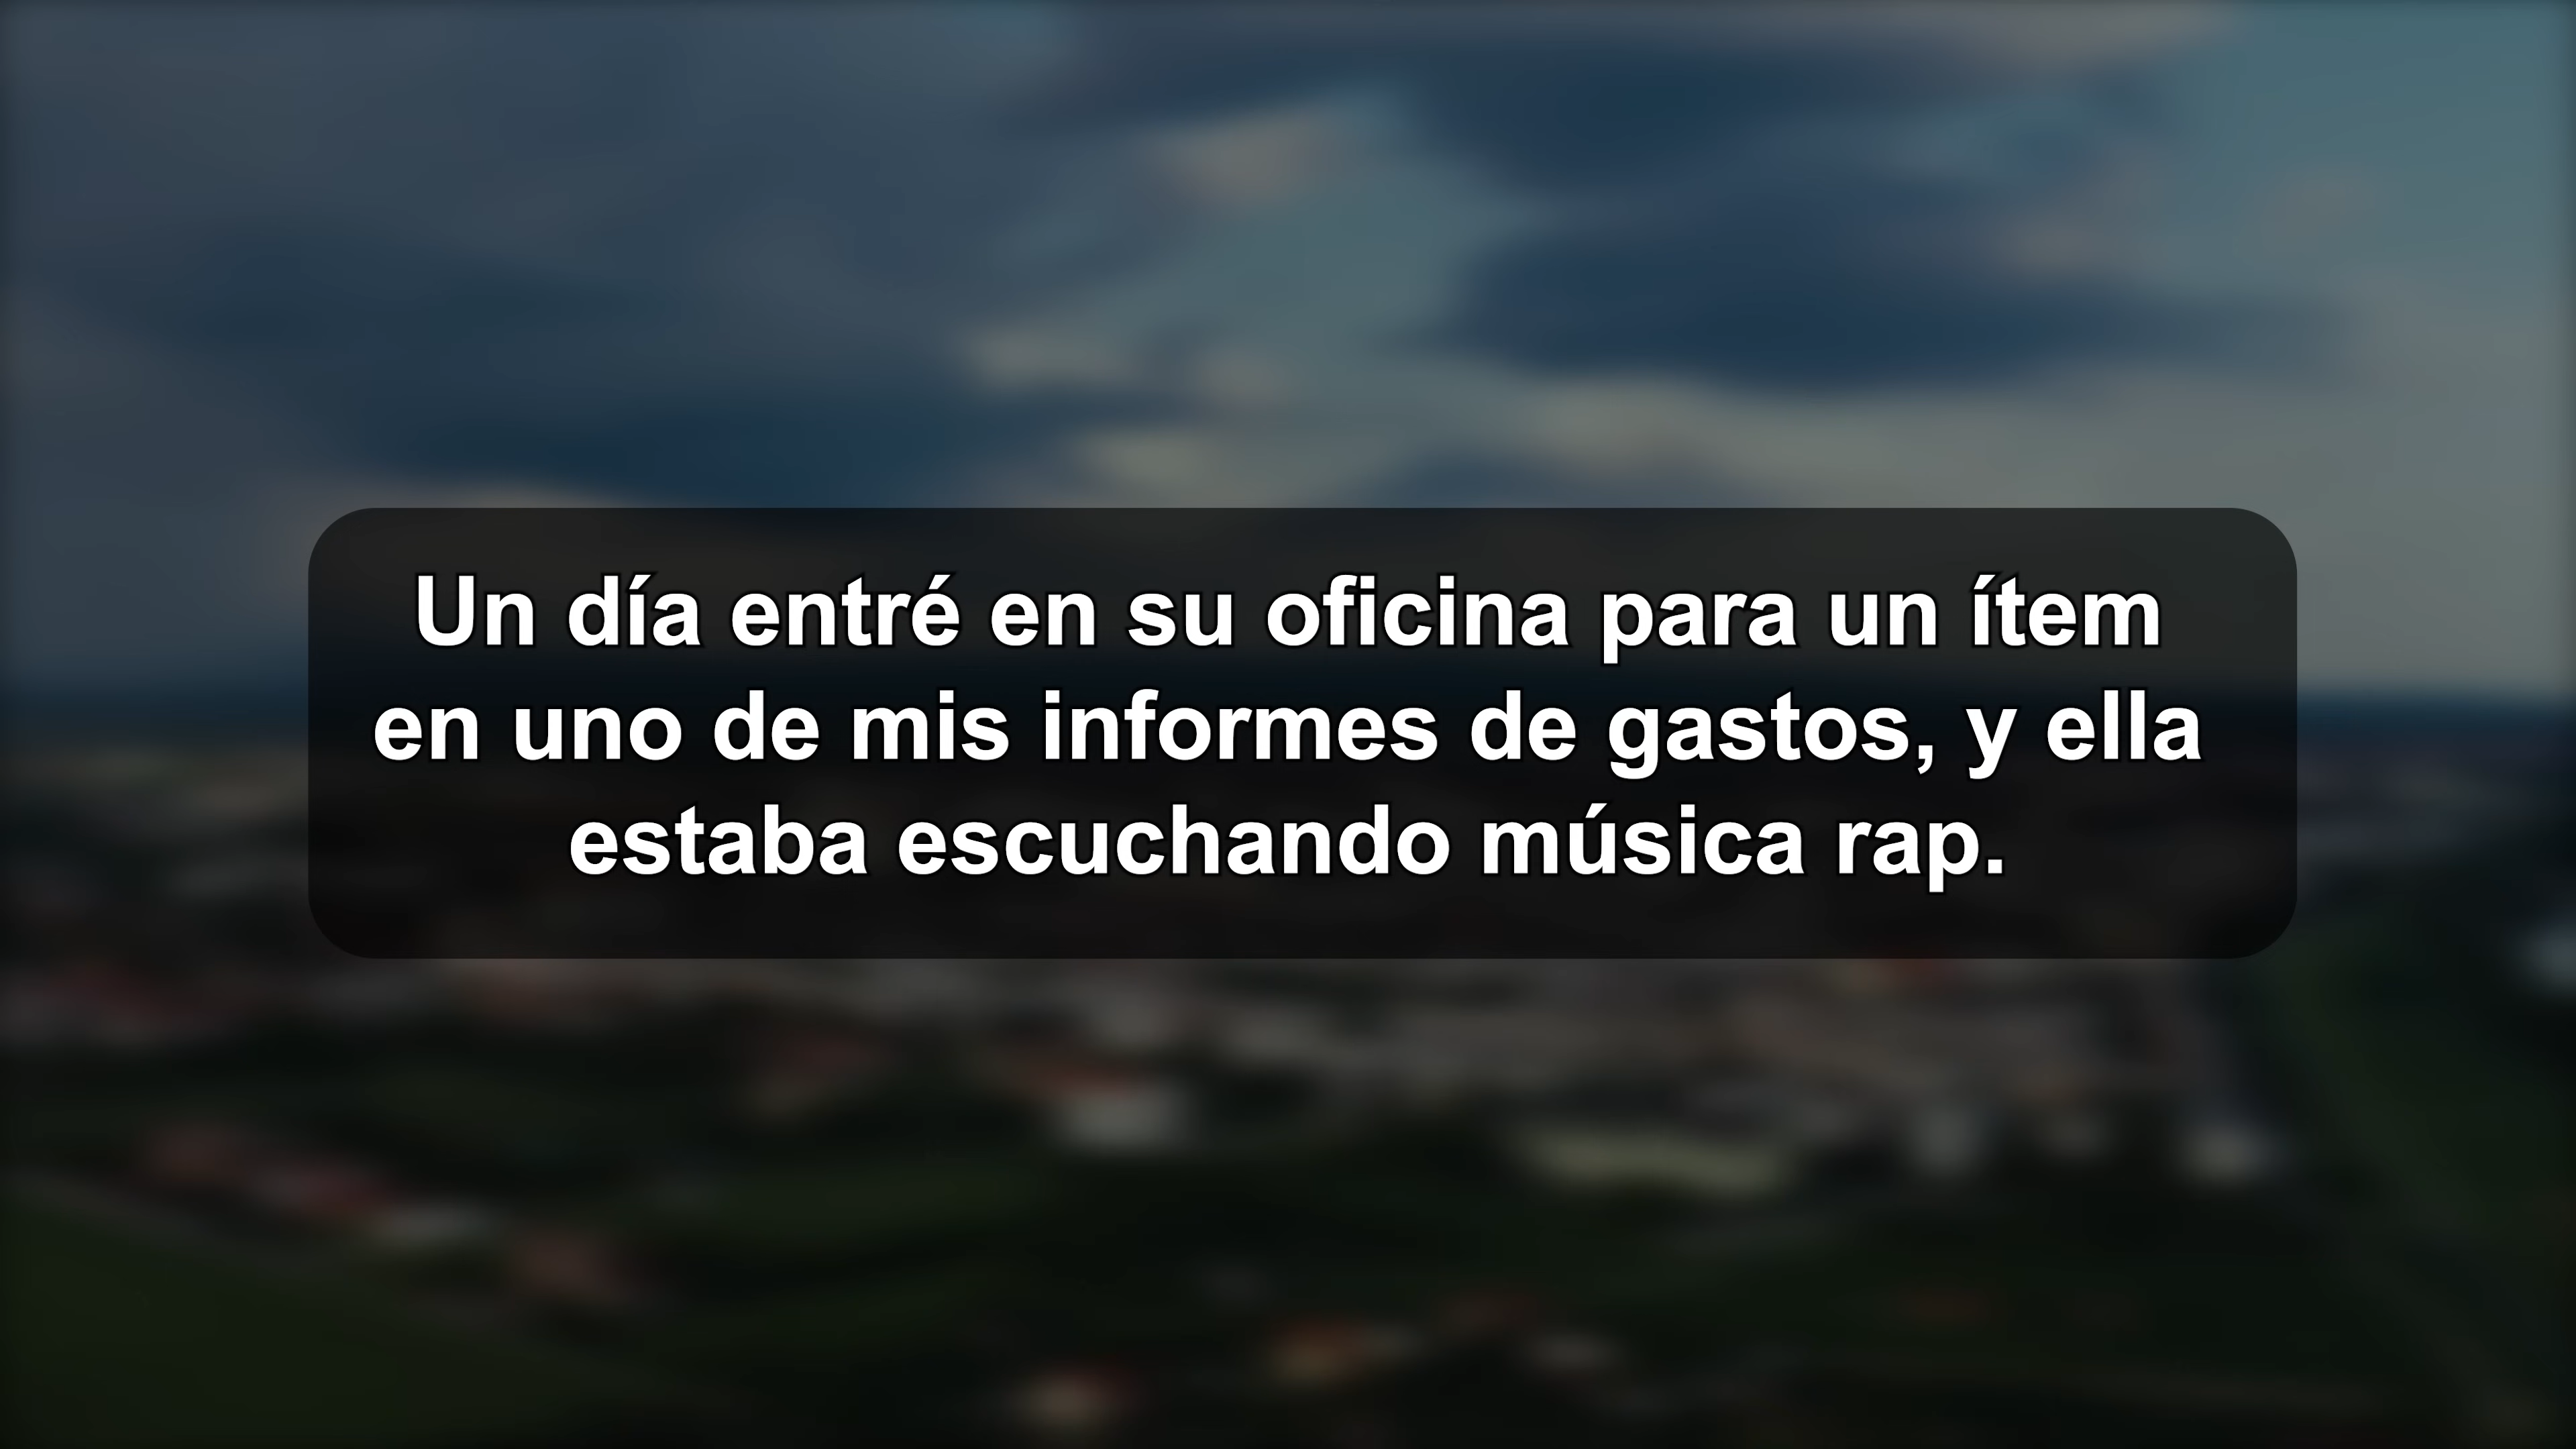 Un día entré en su oficina para un ítem
en uno de mis informes de gastos, y ella
estaba escuchando música rap.